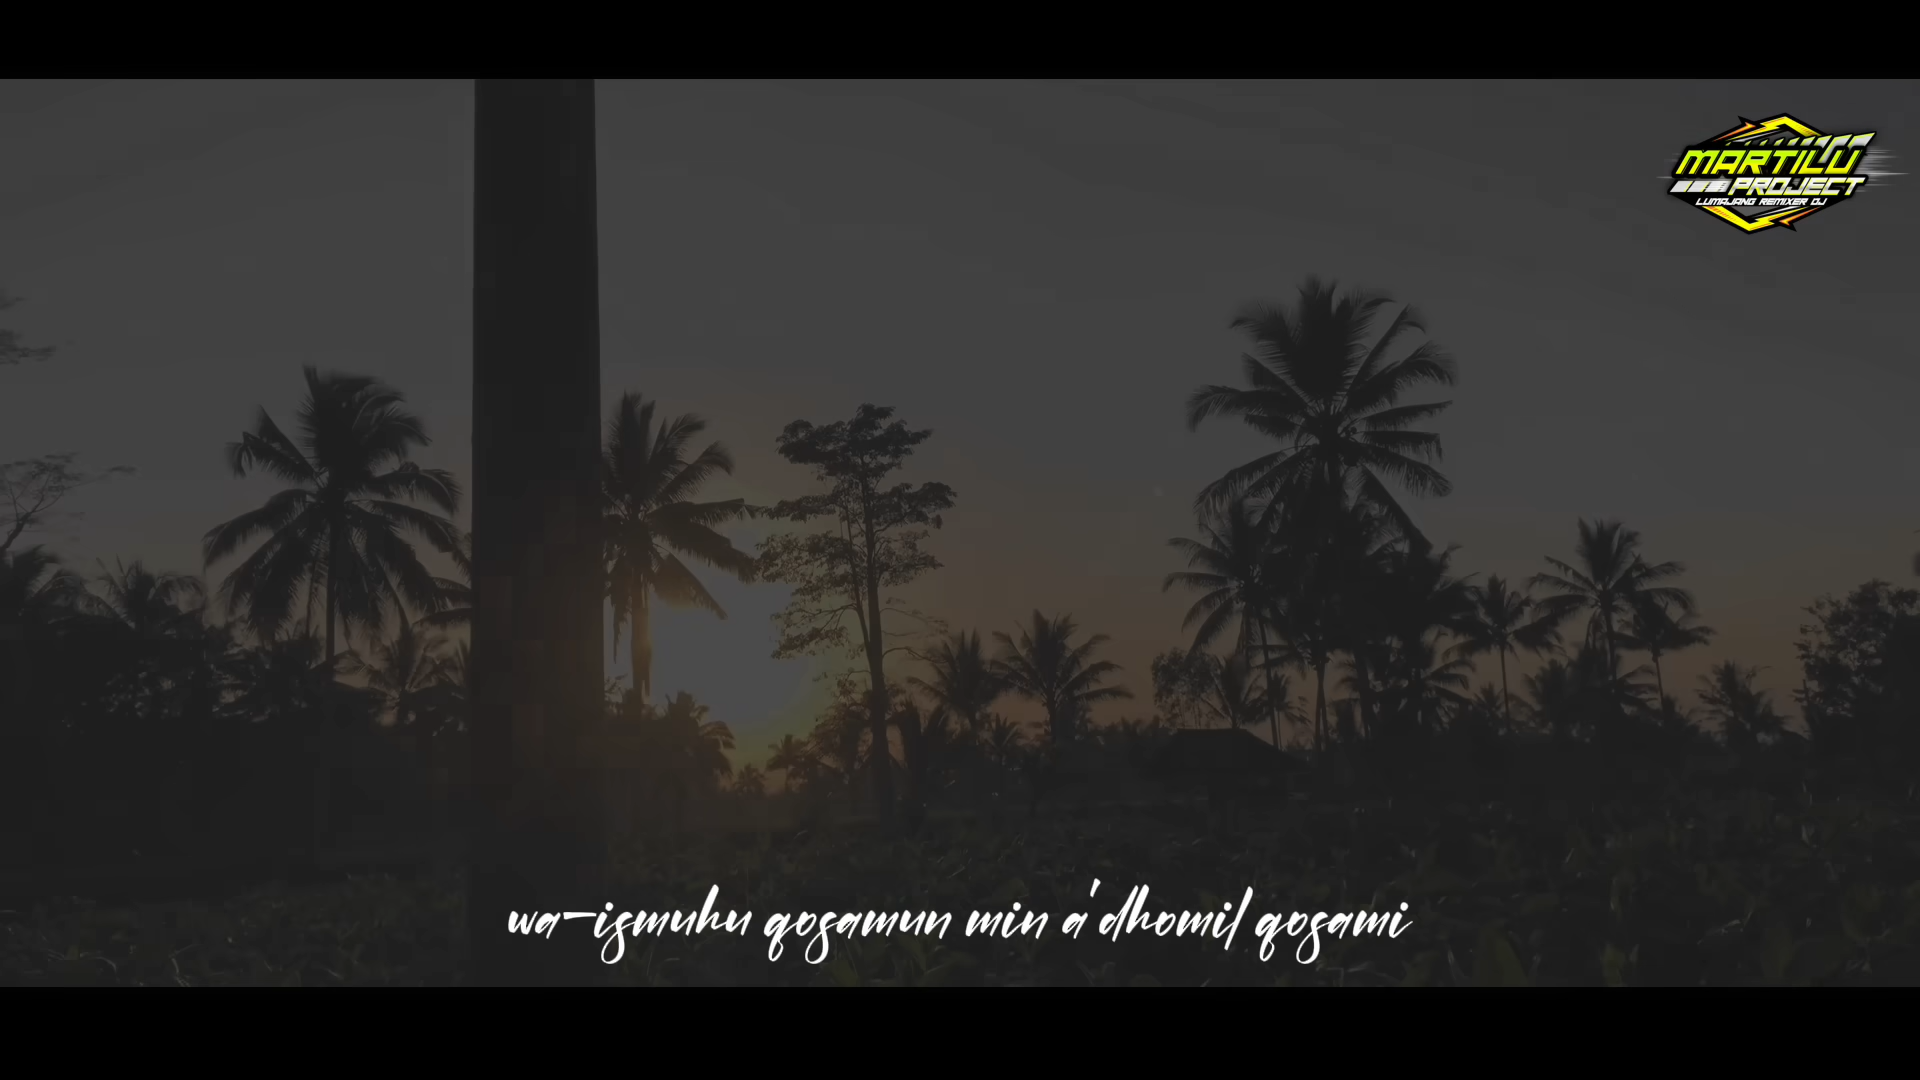 MARTILU
PROJECT
LUMAJANG REMIXER DJ
wa-ismuhu qosamun min a'dhomil qosami